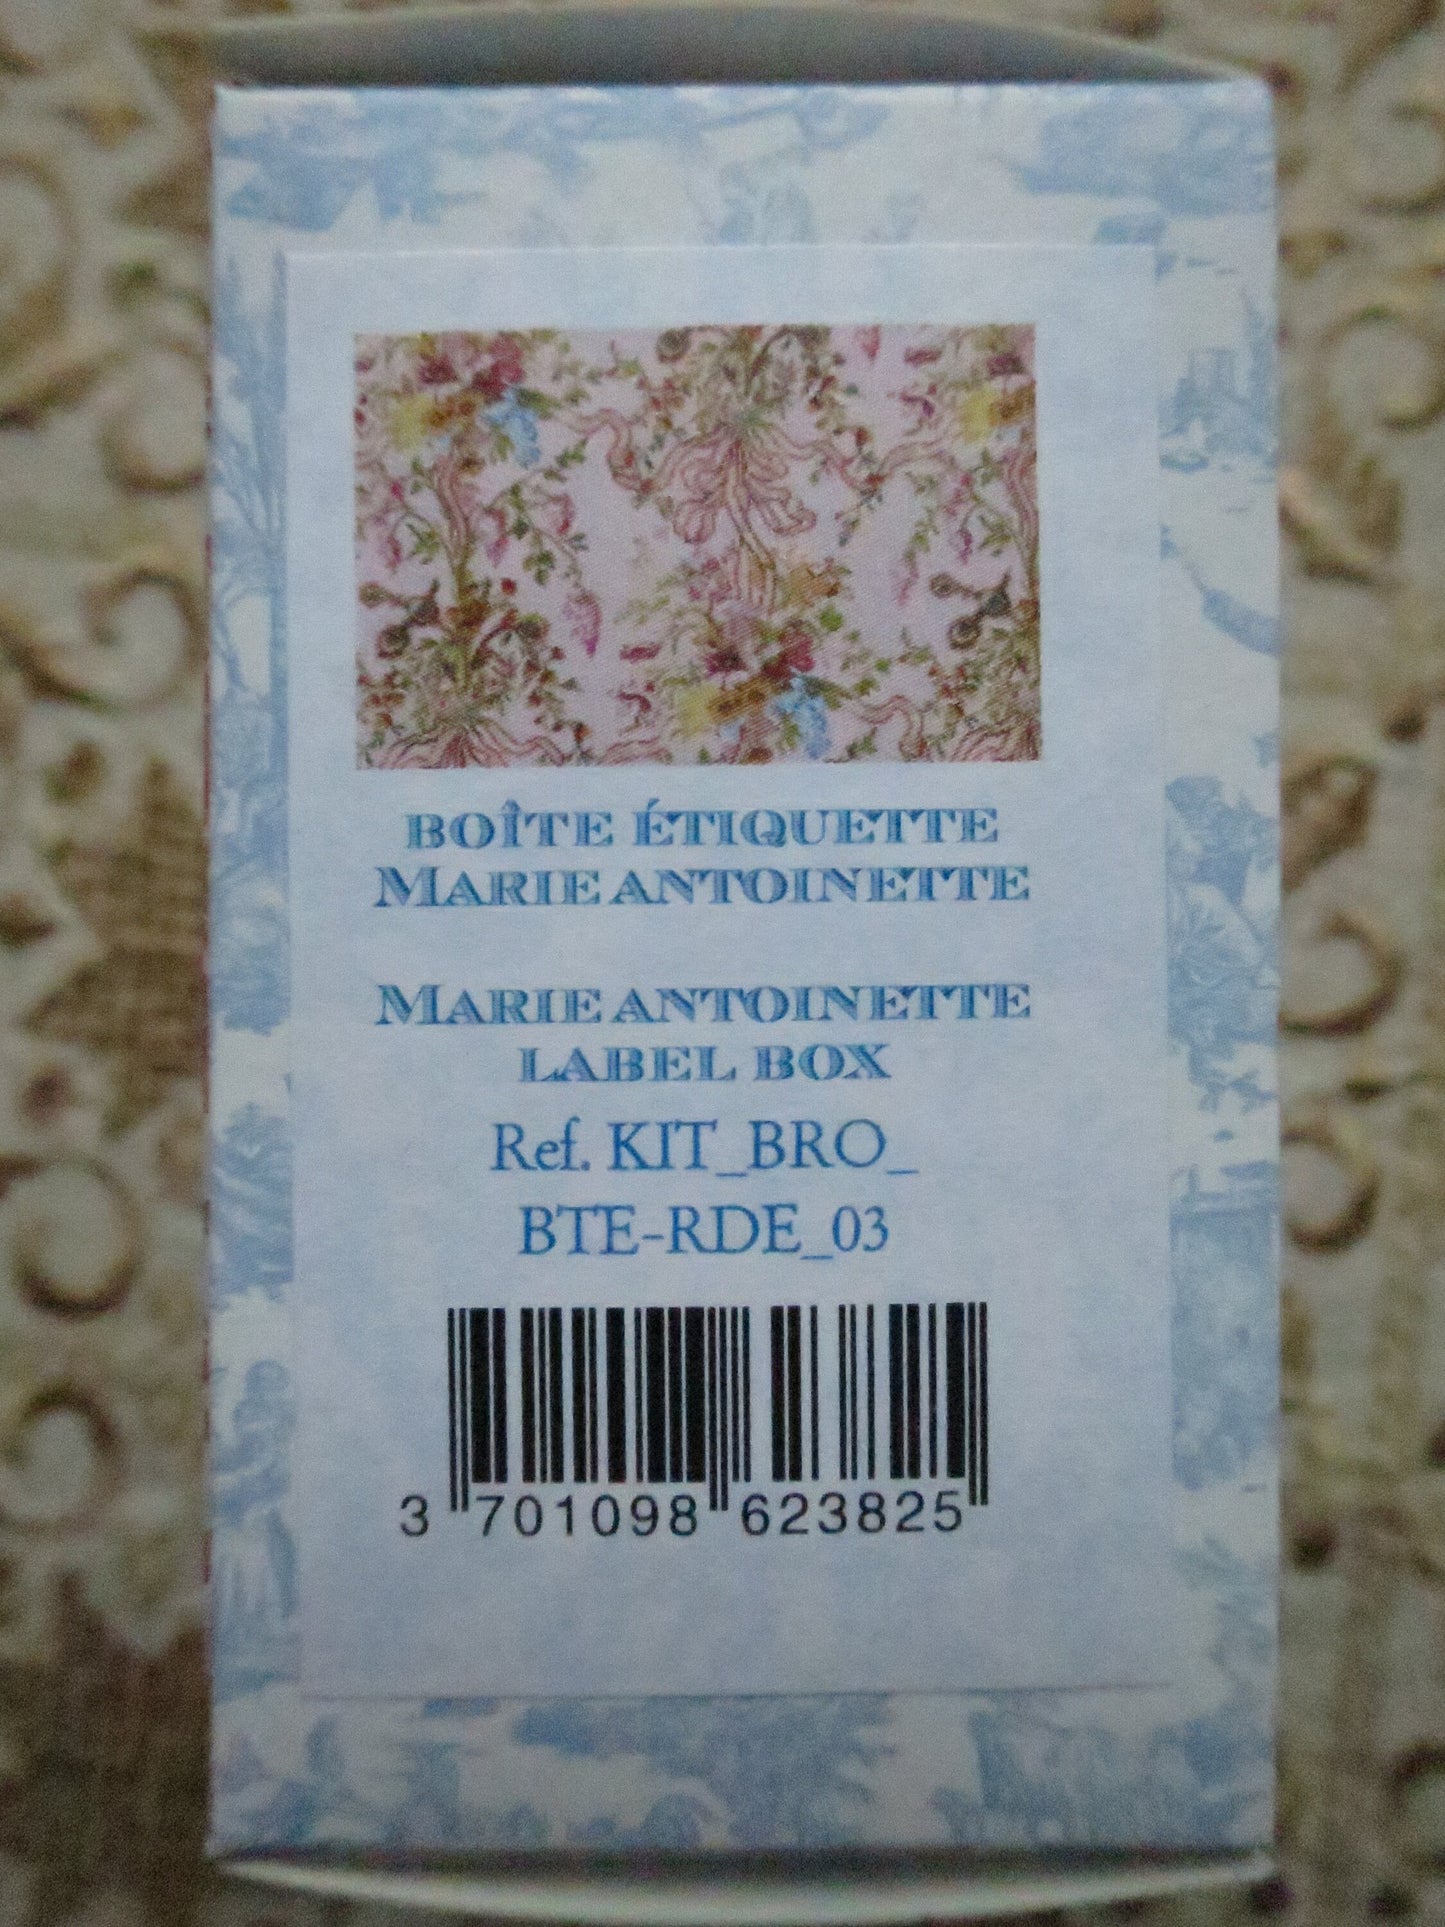 BOÎTE ÉTIQUETTE
MARIE ANTOINETTE
MARIE ANTOINETTE
LABEL BOX
Ref. KIT_BRO_
BTE-RDE_03
3 701098 623825